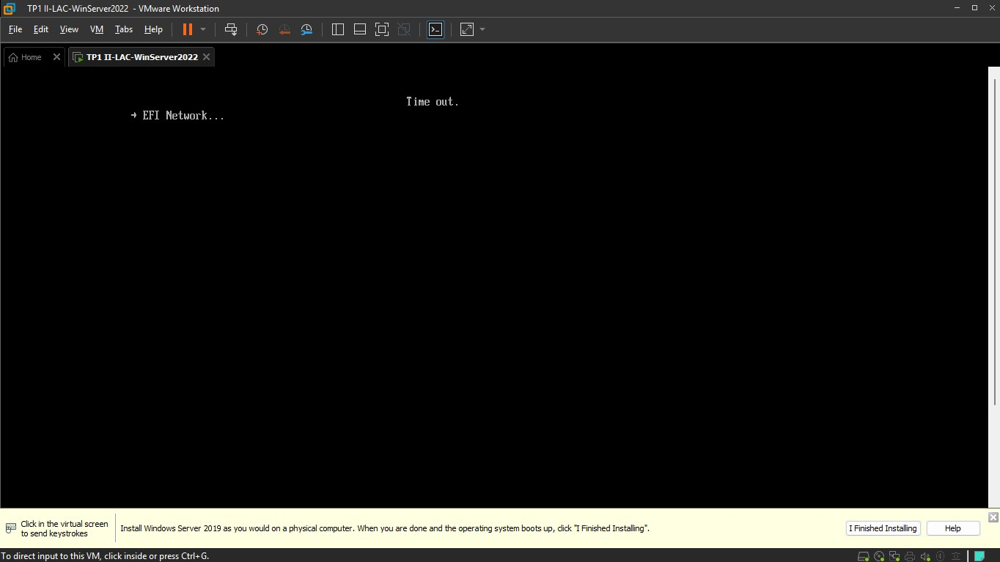 TP1 II-LAC-WinServer2022 - VMware Workstation
File Edit View VM Tabs Help
Home TP1 II-LAC-WinServer2022
Time out.
→ EFI Network...
Click in the virtual screen
to send keystrokes
Install Windows Server 2019 as you would on a physical computer. When you are done and the operating system boots up, click "I Finished Installing".
I Finished Installing
Help
To direct input to this VM, click inside or press Ctrl+G.